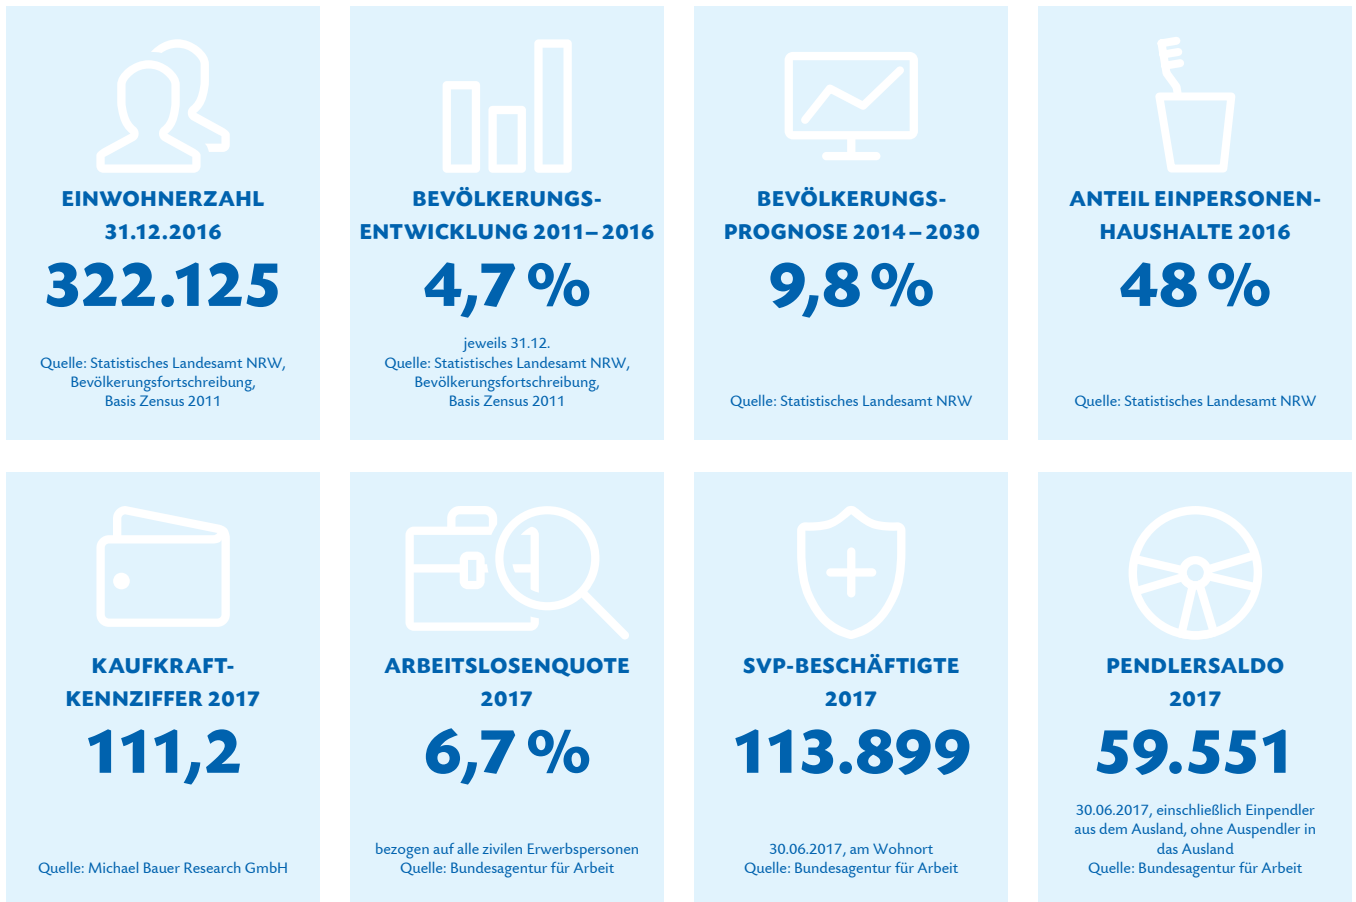 EINWOHNERZAHL
31.12.2016
322.125
Quelle: Statistisches Landesamt NRW,
Bevölkerungsfortschreibung,
Basis Zensus 2011
BEVÖLKERUNGS-
ENTWICKLUNG 2011–2016
4,7 %
jeweils 31.12.
Quelle: Statistisches Landesamt NRW,
Bevölkerungsfortschreibung,
Basis Zensus 2011
BEVÖLKERUNGS-
PROGNOSE 2014–2030
9,8 %
Quelle: Statistisches Landesamt NRW
ANTEIL EINPERSONEN-
HAUSHALTE 2016
48 %
Quelle: Statistisches Landesamt NRW
KAUFKRAFT-
KENNZIFFER 2017
111,2
Quelle: Michael Bauer Research GmbH
ARBEITSLOSENQUOTE
2017
6,7 %
bezogen auf alle zivilen Erwerbspersonen
Quelle: Bundesagentur für Arbeit
SVP-BESCHÄFTIGTE
2017
113.899
30.06.2017, am Wohnort
Quelle: Bundesagentur für Arbeit
PENDLERSALDO
2017
59.551
30.06.2017, einschließlich Einpendler
aus dem Ausland, ohne Auspendler in
das Ausland
Quelle: Bundesagentur für Arbeit